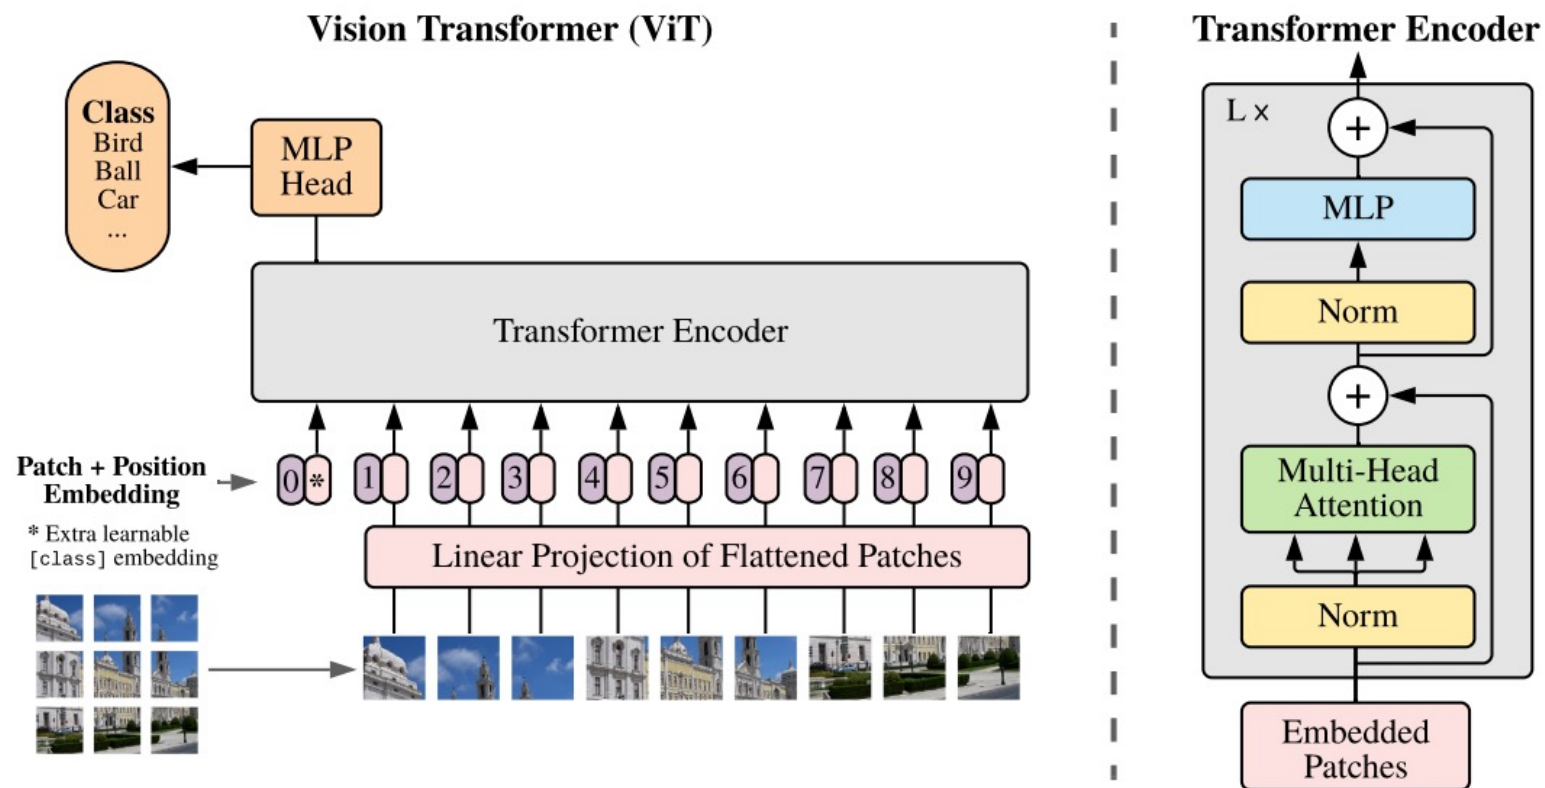 Vision Transformer (ViT)
Class
Bird
Ball
Car
...
MLP
Head
Transformer Encoder
Patch + Position
Embedding
0 * 1 2 3 4 5 6 7 8 9
* Extra learnable
[class] embedding
Linear Projection of Flattened Patches
Transformer Encoder
L ×
+
MLP
Norm
+
Multi-Head
Attention
Norm
Embedded
Patches